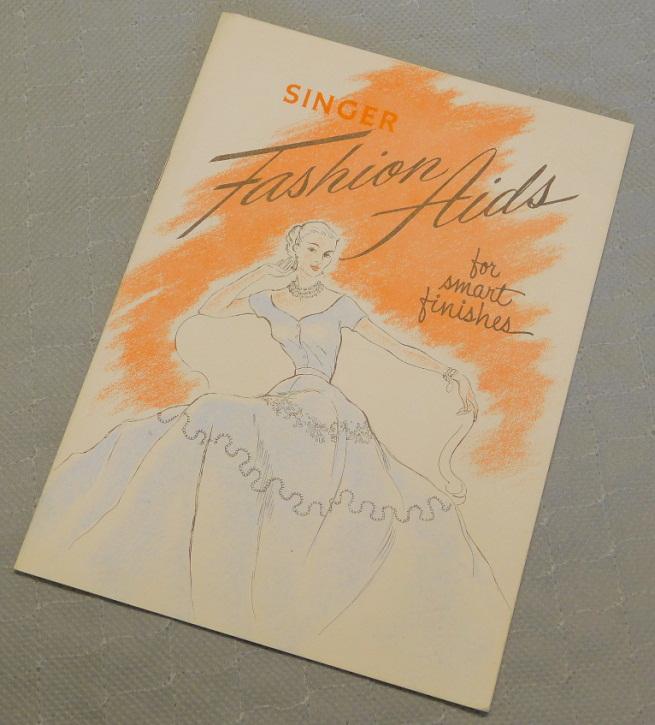 SINGER
Fashion Aids
for
smart
finishes